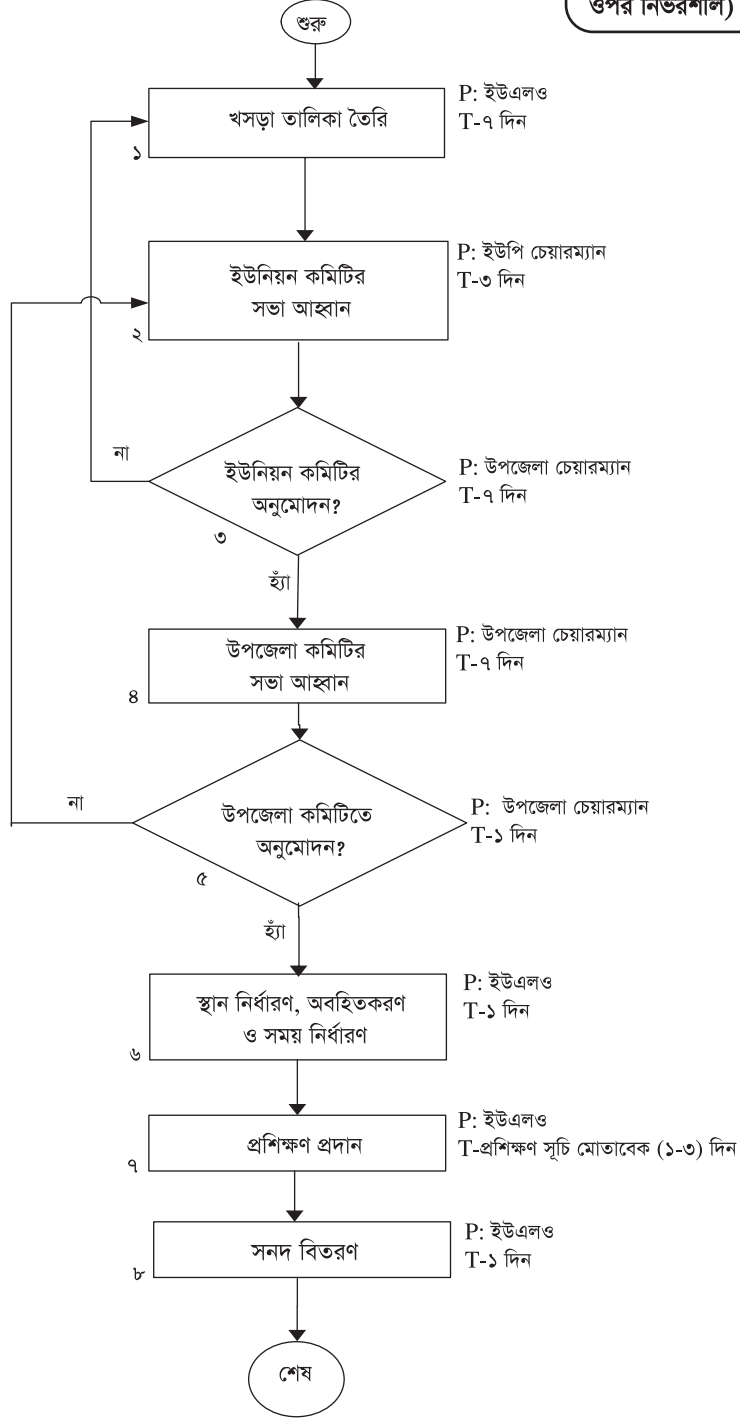 ওপর নির্ভরশীল)
শুরু
খসড়া তালিকা তৈরি
১
P: ইউএলও
T-৭ দিন
ইউনিয়ন কমিটির
সভা আহ্বান
২
P: ইউপি চেয়ারম্যান
T-৩ দিন
না
ইউনিয়ন কমিটির
অনুমোদন?
৩
P: উপজেলা চেয়ারম্যান
T-৭ দিন
হ্যাঁ
উপজেলা কমিটির
সভা আহ্বান
৪
P: উপজেলা চেয়ারম্যান
T-৭ দিন
না
উপজেলা কমিটিতে
অনুমোদন?
৫
P: উপজেলা চেয়ারম্যান
T-১ দিন
হ্যাঁ
স্থান নির্ধারণ, অবহিতকরণ
ও সময় নির্ধারণ
৬
P: ইউএলও
T-১ দিন
প্রশিক্ষণ প্রদান
৭
P: ইউএলও
T-প্রশিক্ষণ সূচি মোতাবেক (১-৩) দিন
সনদ বিতরণ
৮
P: ইউএলও
T-১ দিন
শেষ